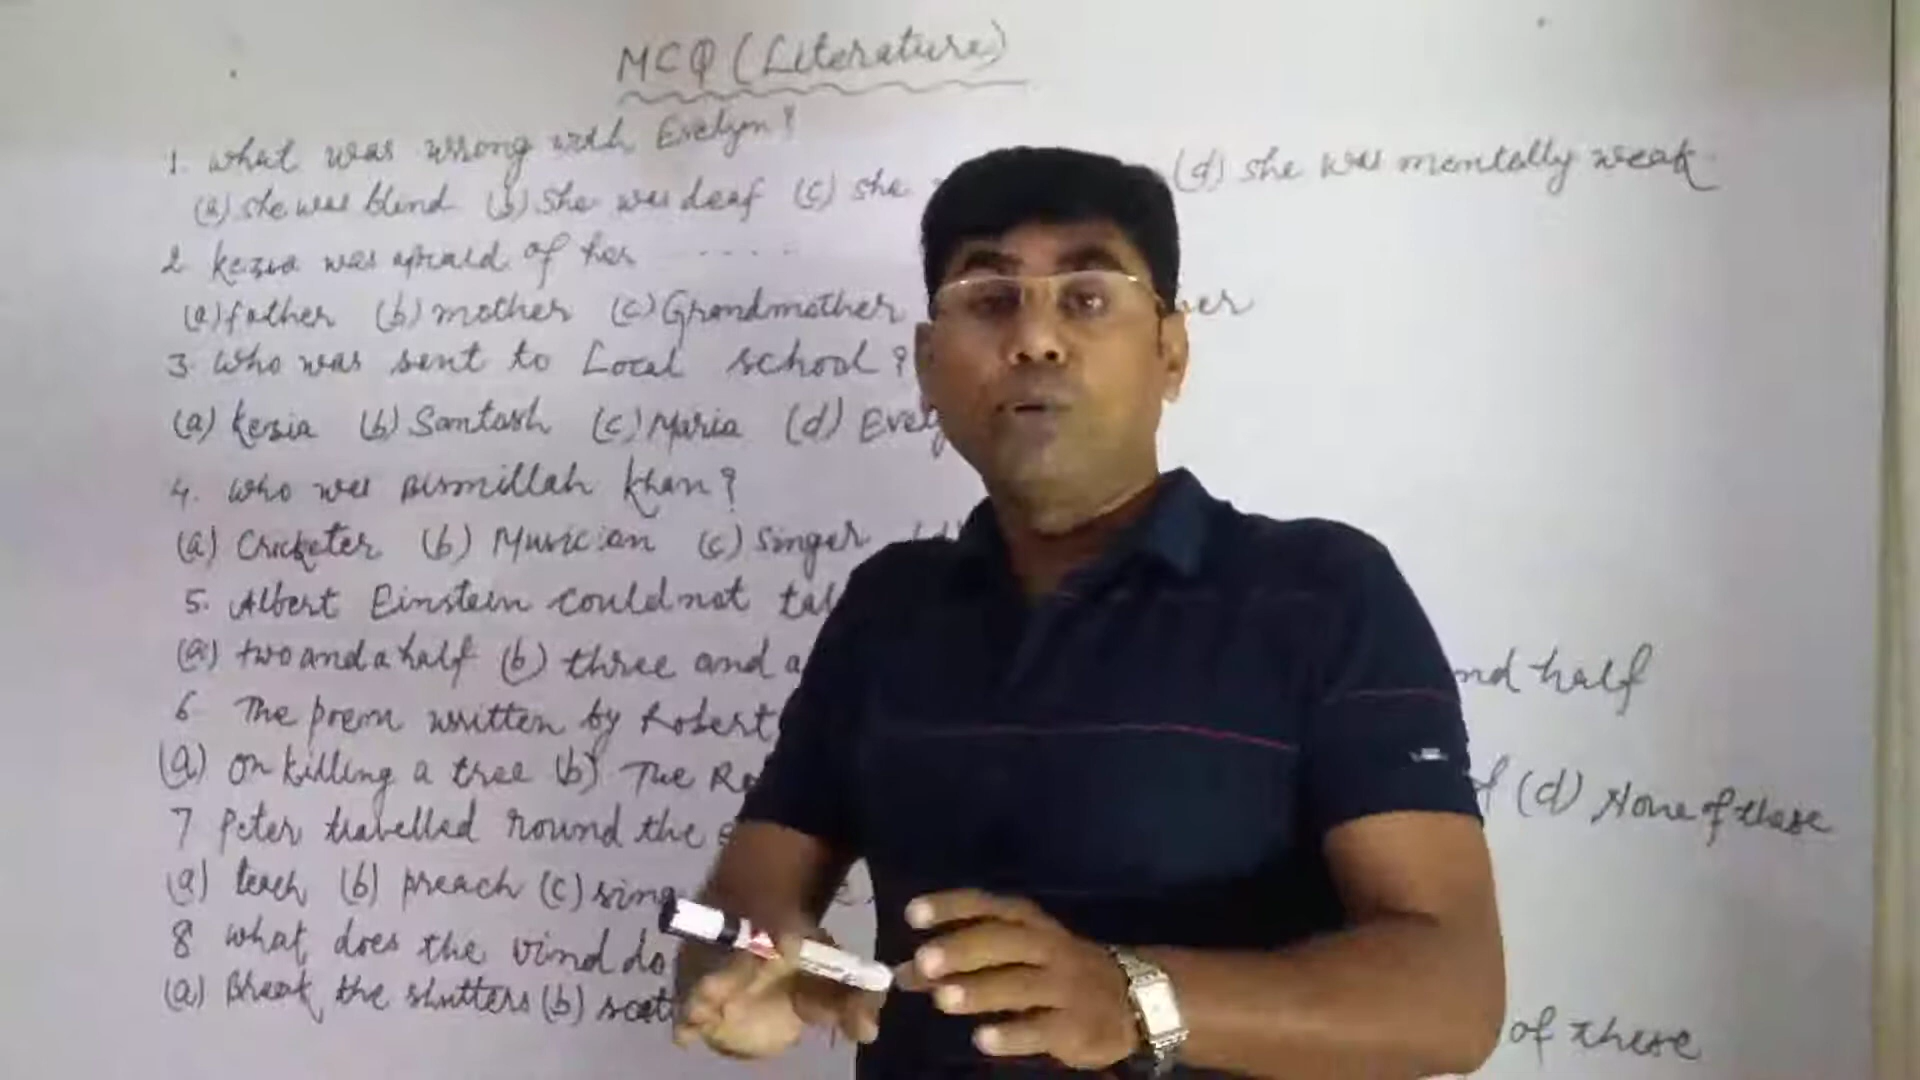 MCQ (Literature)
1. what was wrong with Evelyn?
(a) she was blind (b) She was deaf (c) she (d) she was mentally weak
2 kezia was afraid of her ......
(a) father (b) mother (c) Grandmother
3. Who was sent to Local school?
(a) kezia (b) Santosh (c) Maria (d) Evely
4. who was Bismillah Khan?
(a) Cricketer (b) Musician (c) Singer
5. Albert Einstein could not tal
(a) two and a half (b) three and a nd half
6 The poem written by Robert
(a) on killing a tree (b) The Ro (d) None of these
7 Peter travelled round the
(a) teach (b) preach (c) sing
8 what does the wind do
(a) Break the shutters (b) scatt of these